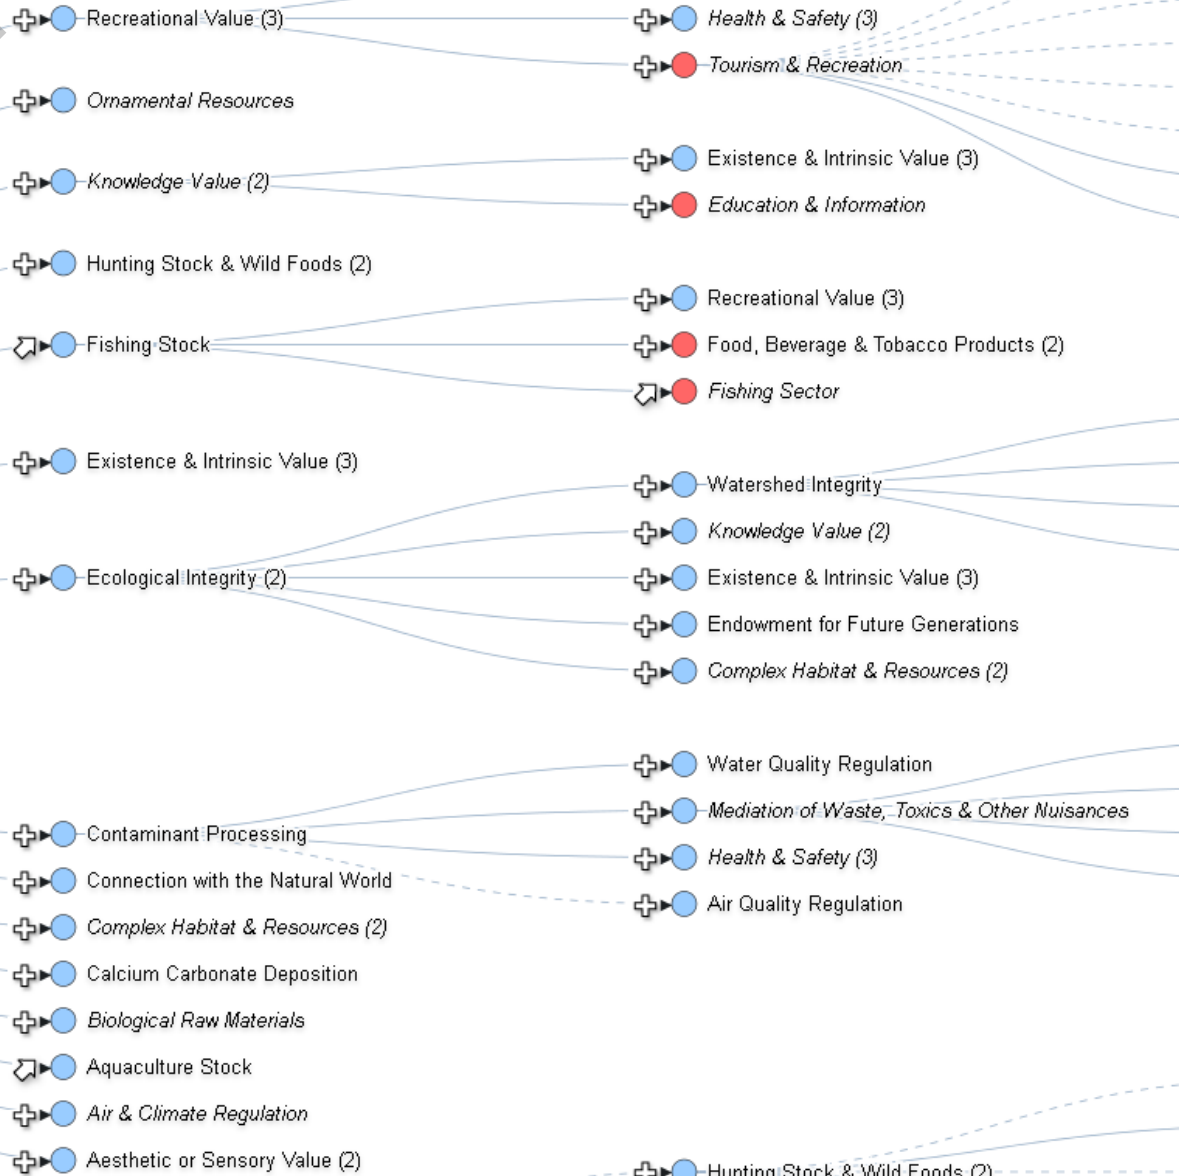 Recreational Value (3)
Ornamental Resources
Knowledge Value (2)
Hunting Stock & Wild Foods (2)
Fishing Stock
Existence & Intrinsic Value (3)
Ecological Integrity (2)
Contaminant Processing
Connection with the Natural World
Complex Habitat & Resources (2)
Calcium Carbonate Deposition
Biological Raw Materials
Aquaculture Stock
Air & Climate Regulation
Aesthetic or Sensory Value (2)
Health & Safety (3)
Tourism & Recreation
Existence & Intrinsic Value (3)
Education & Information
Recreational Value (3)
Food, Beverage & Tobacco Products (2)
Fishing Sector
Watershed Integrity
Knowledge Value (2)
Existence & Intrinsic Value (3)
Endowment for Future Generations
Complex Habitat & Resources (2)
Water Quality Regulation
Mediation of Waste, Toxics & Other Nuisances
Health & Safety (3)
Air Quality Regulation
Hunting Stock & Wild Foods (2)